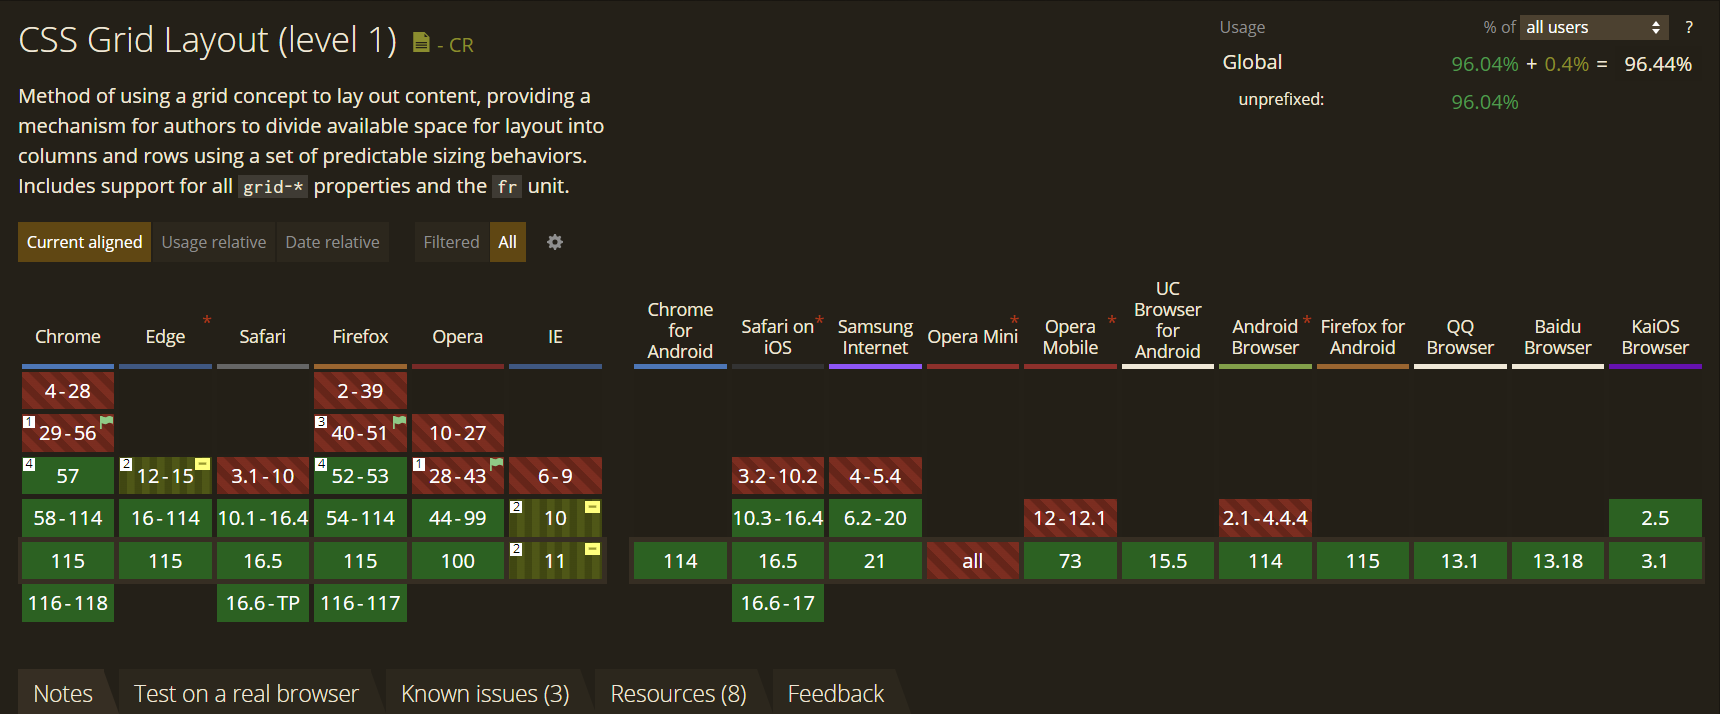 CSS Grid Layout (level 1) - CR
Usage % of all users ?
Global 96.04% + 0.4% = 96.44%
unprefixed: 96.04%
Method of using a grid concept to lay out content, providing a
mechanism for authors to divide available space for layout into
columns and rows using a set of predictable sizing behaviors.
Includes support for all grid-* properties and the fr unit.
Current aligned Usage relative Date relative Filtered All
Chrome Edge * Safari Firefox Opera IE
Chrome
for
Android
Safari on *
iOS
Samsung
Internet
Opera Mini *
Opera *
Mobile
UC
Browser
for
Android
Android *
Browser
Firefox for
Android
QQ
Browser
Baidu
Browser
KaiOS
Browser
4-28 2-39
1 29-56 3 40-51 10-27
4 57 2 12-15 3.1-10 4 52-53 1 28-43 6-9 3.2-10.2 4-5.4
58-114 16-114 10.1-16.4 54-114 44-99 2 10 10.3-16.4 6.2-20 12-12.1 2.1-4.4.4 2.5
115 115 16.5 115 100 2 11 114 16.5 21 all 73 15.5 114 115 13.1 13.18 3.1
116-118 16.6-TP 116-117 16.6-17
Notes Test on a real browser Known issues (3) Resources (8) Feedback